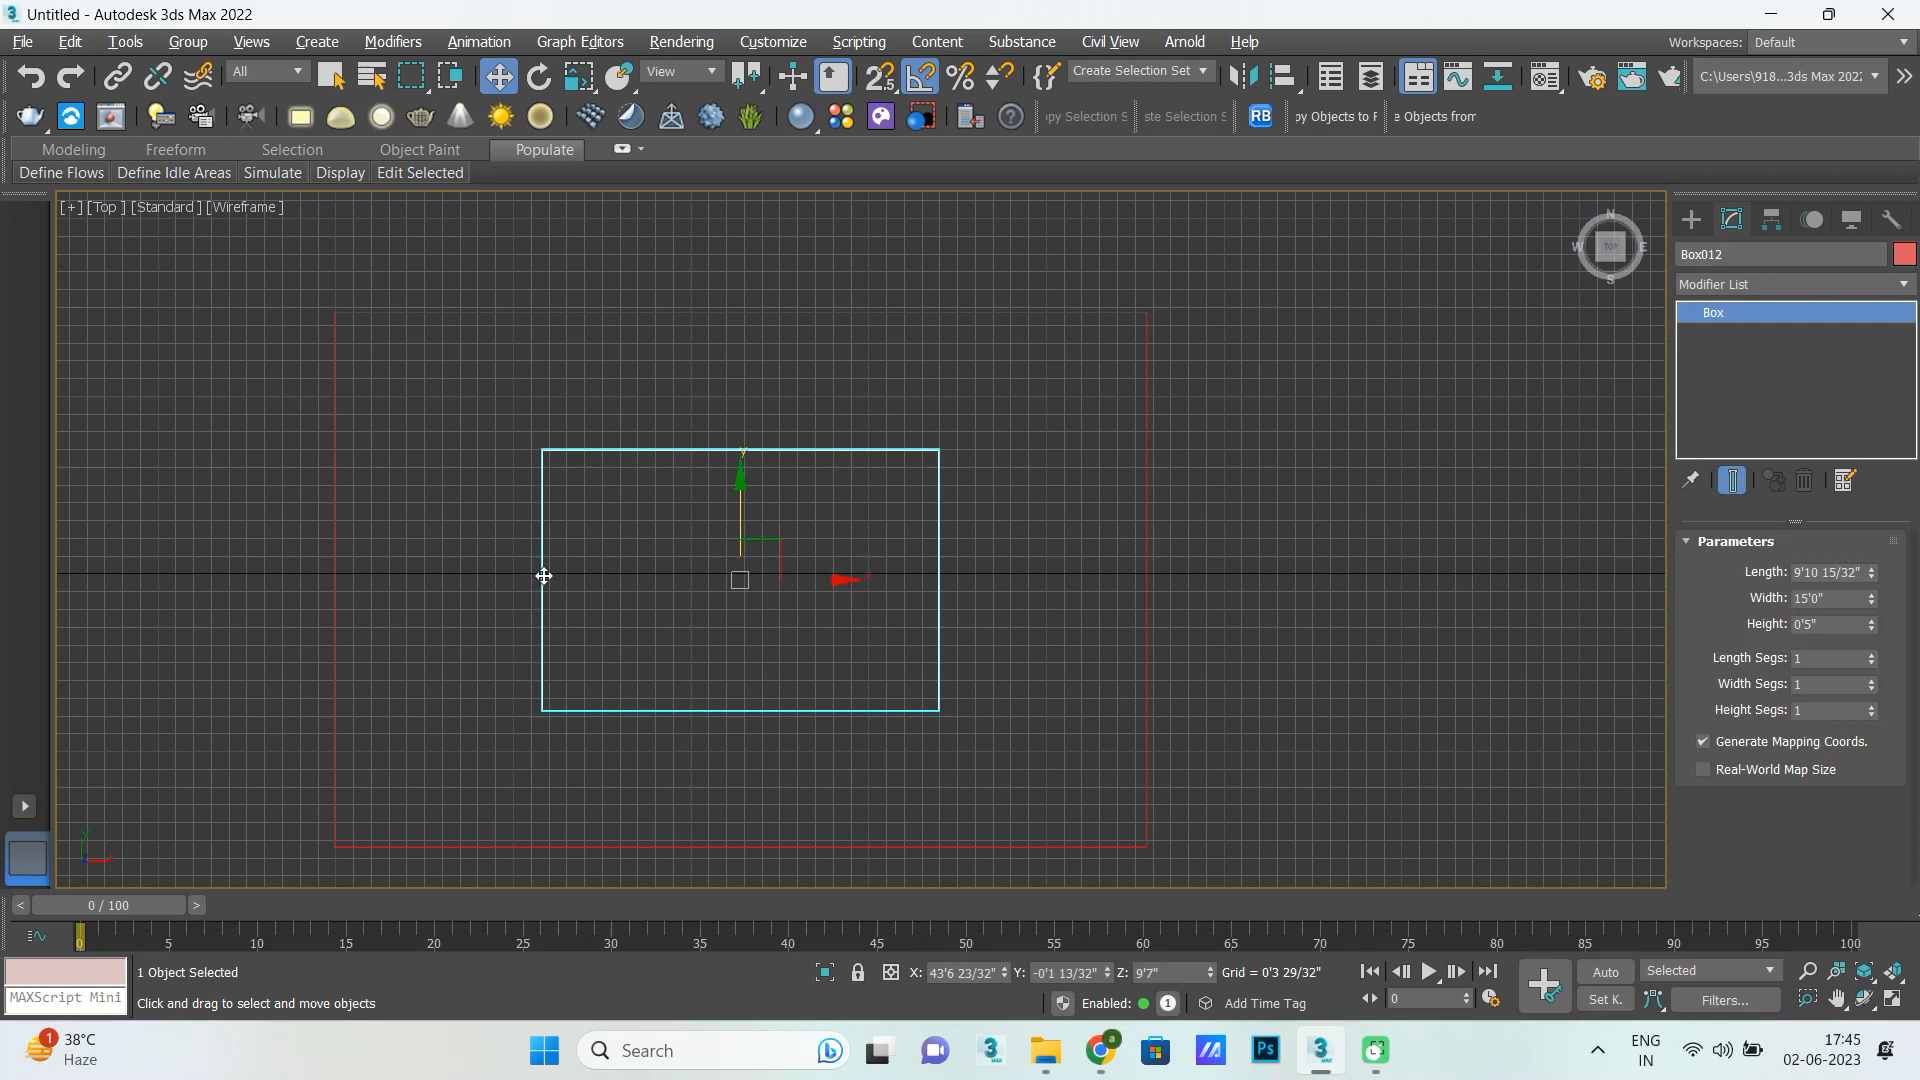 Untitled - Autodesk 3ds Max 2022
File Edit Tools Group Views Create Modifiers Animation Graph Editors Rendering Customize Scripting Content Substance Civil View Arnold Help Workspaces: Default
All View Create Selection Set C:\Users\918...3ds Max 202
py Selection S ste Selection S RB py Objects to F e Objects from
Modeling Freeform Selection Object Paint Populate
Define Flows Define Idle Areas Simulate Display Edit Selected
[+] [Top ] [Standard ] [Wireframe ]
N
W TOP E
S
Box012
Modifier List
Box
y
x
Parameters
Length: 9'10 15/32"
Width: 15'0"
Height: 0'5"
Length Segs: 1
Width Segs: 1
Height Segs: 1
Generate Mapping Coords.
Real-World Map Size
< 0 / 100 >
0 5 10 15 20 25 30 35 40 45 50 55 60 65 70 75 80 85 90 95 100
1 Object Selected X: 43'6 23/32" Y: -0'1 13/32" Z: 9'7" Grid = 0'3 29/32" Auto Selected
MAXScript Mini Click and drag to select and move objects Enabled: 1 Add Time Tag 0 Set K. Filters...
1 38°C
Haze
Search
Ps
ENG
IN
17:45
02-06-2023